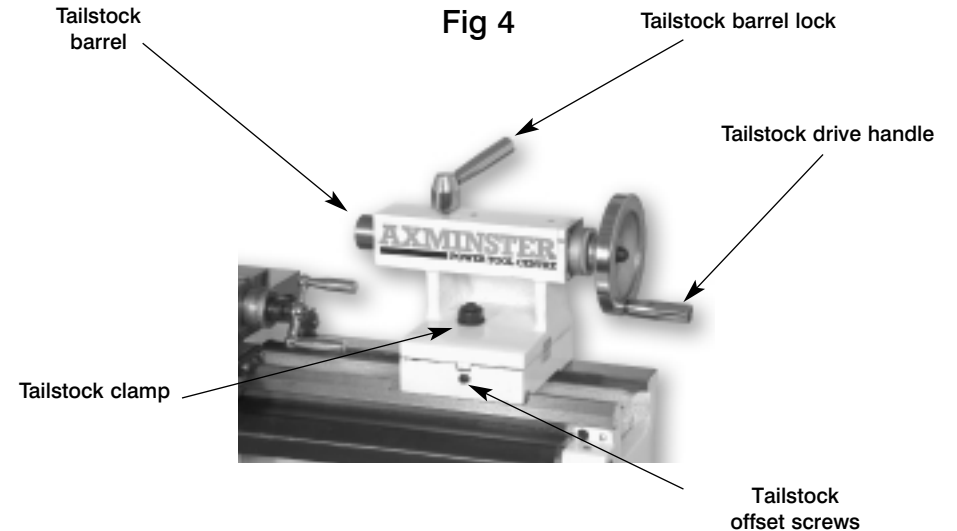 Tailstock
barrel
Fig 4
Tailstock barrel lock
Tailstock drive handle
AXMINSTER
POWER TOOL CENTRE
Tailstock clamp
Tailstock
offset screws